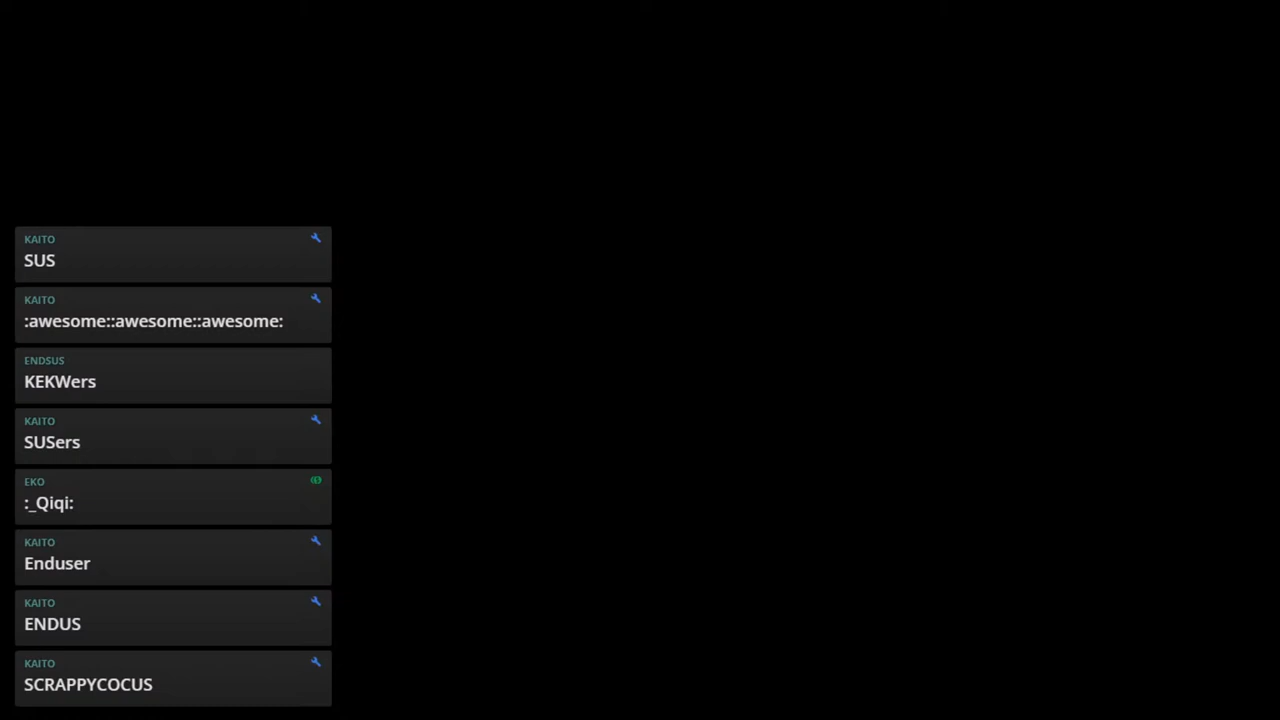 KAITO
SUS
KAITO
:awesome::awesome::awesome:
ENDSUS
KEKWers
KAITO
SUSers
EKO
:_Qiqi:
KAITO
Enduser
KAITO
ENDUS
KAITO
SCRAPPYCOCUS